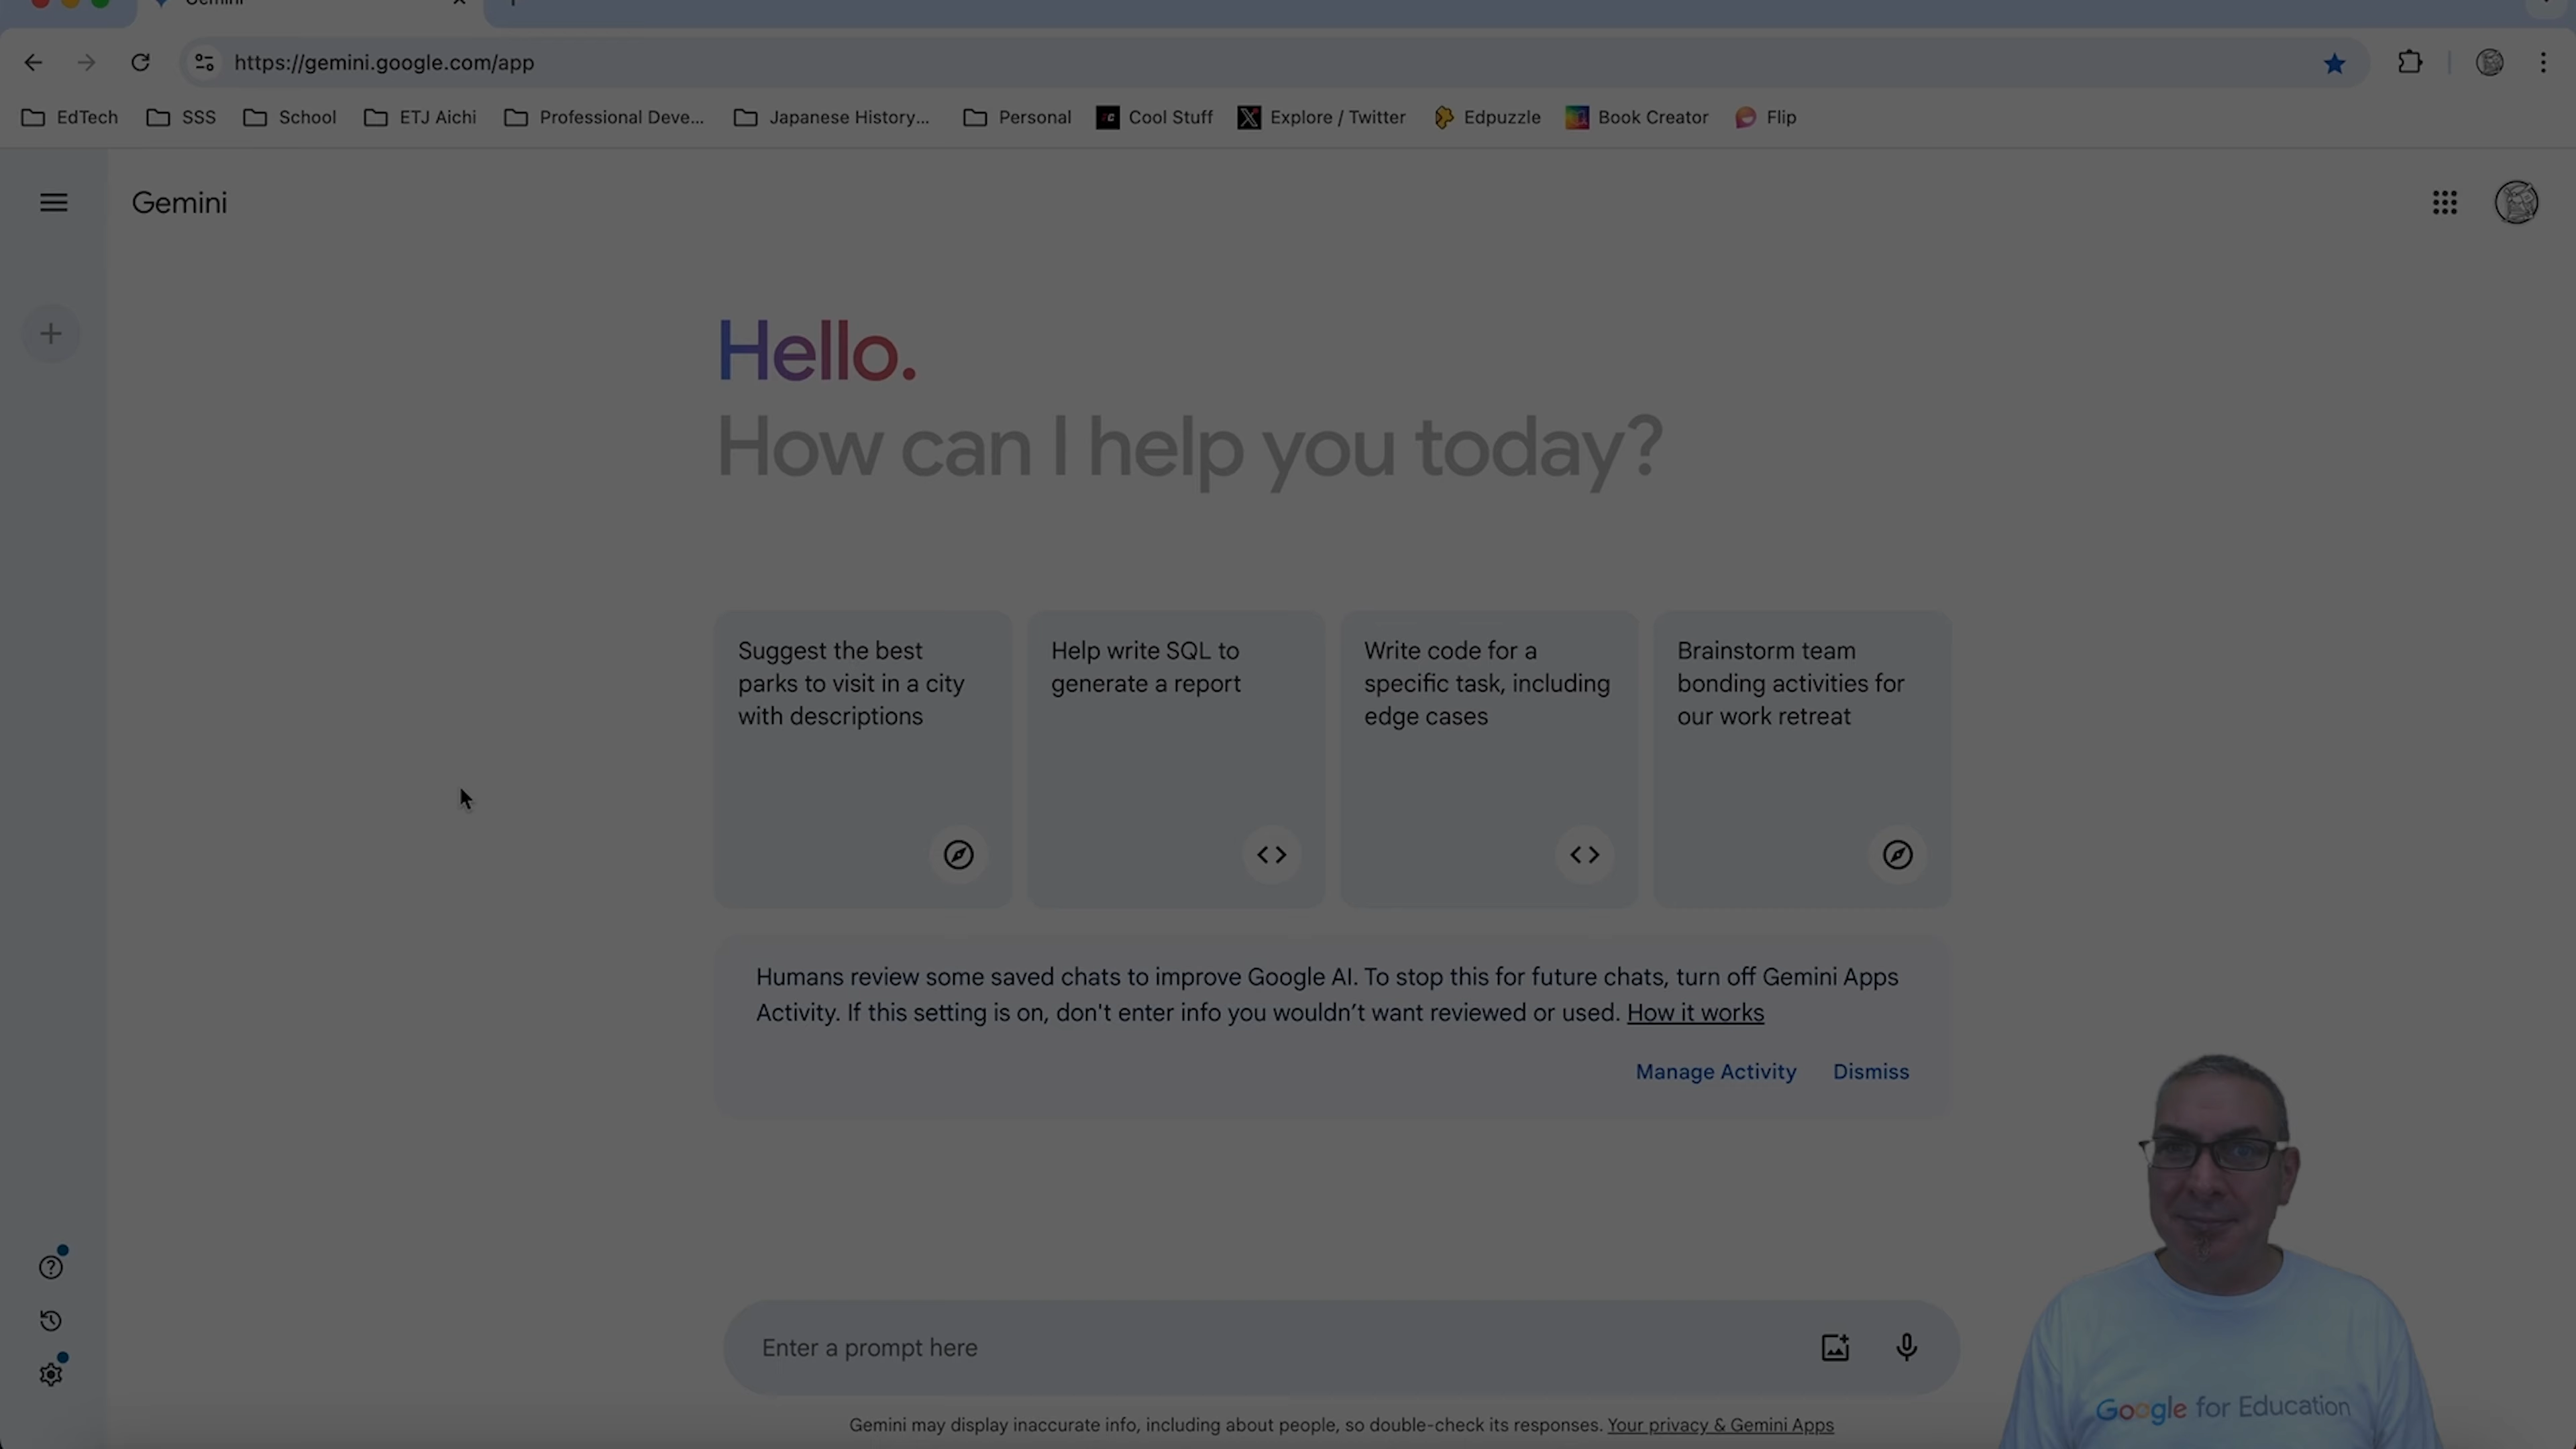 Gemini
https://gemini.google.com/app
EdTech SSS School ETJ Aichi Professional Deve... Japanese History... Personal Cool Stuff Explore / Twitter Edpuzzle Book Creator Flip
Gemini
Hello.
How can I help you today?
Suggest the best
parks to visit in a city
with descriptions
Help write SQL to
generate a report
Write code for a
specific task, including
edge cases
Brainstorm team
bonding activities for
our work retreat
Humans review some saved chats to improve Google AI. To stop this for future chats, turn off Gemini Apps
Activity. If this setting is on, don't enter info you wouldn’t want reviewed or used. How it works
Manage Activity Dismiss
Enter a prompt here
Gemini may display inaccurate info, including about people, so double-check its responses. Your privacy & Gemini Apps
Google for Education